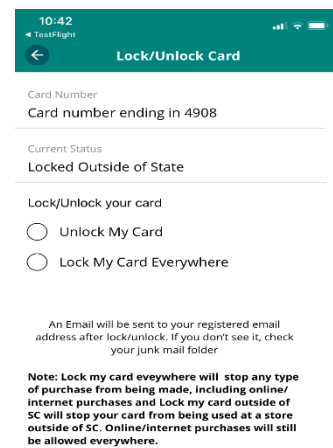 10:42
TestFlight
Lock/Unlock Card
Card Number
Card number ending in 4908
Current Status
Locked Outside of State
Lock/Unlock your card
Unlock My Card
Lock My Card Everywhere
An Email will be sent to your registered email
address after lock/unlock. If you don't see it, check
your junk mail folder
Note: Lock my card eveywhere will stop any type
of purchase from being made, including online/
internet purchases and Lock my card outside of
SC will stop your card from being used at a store
outside of SC. Online/internet purchases will still
be allowed everywhere.